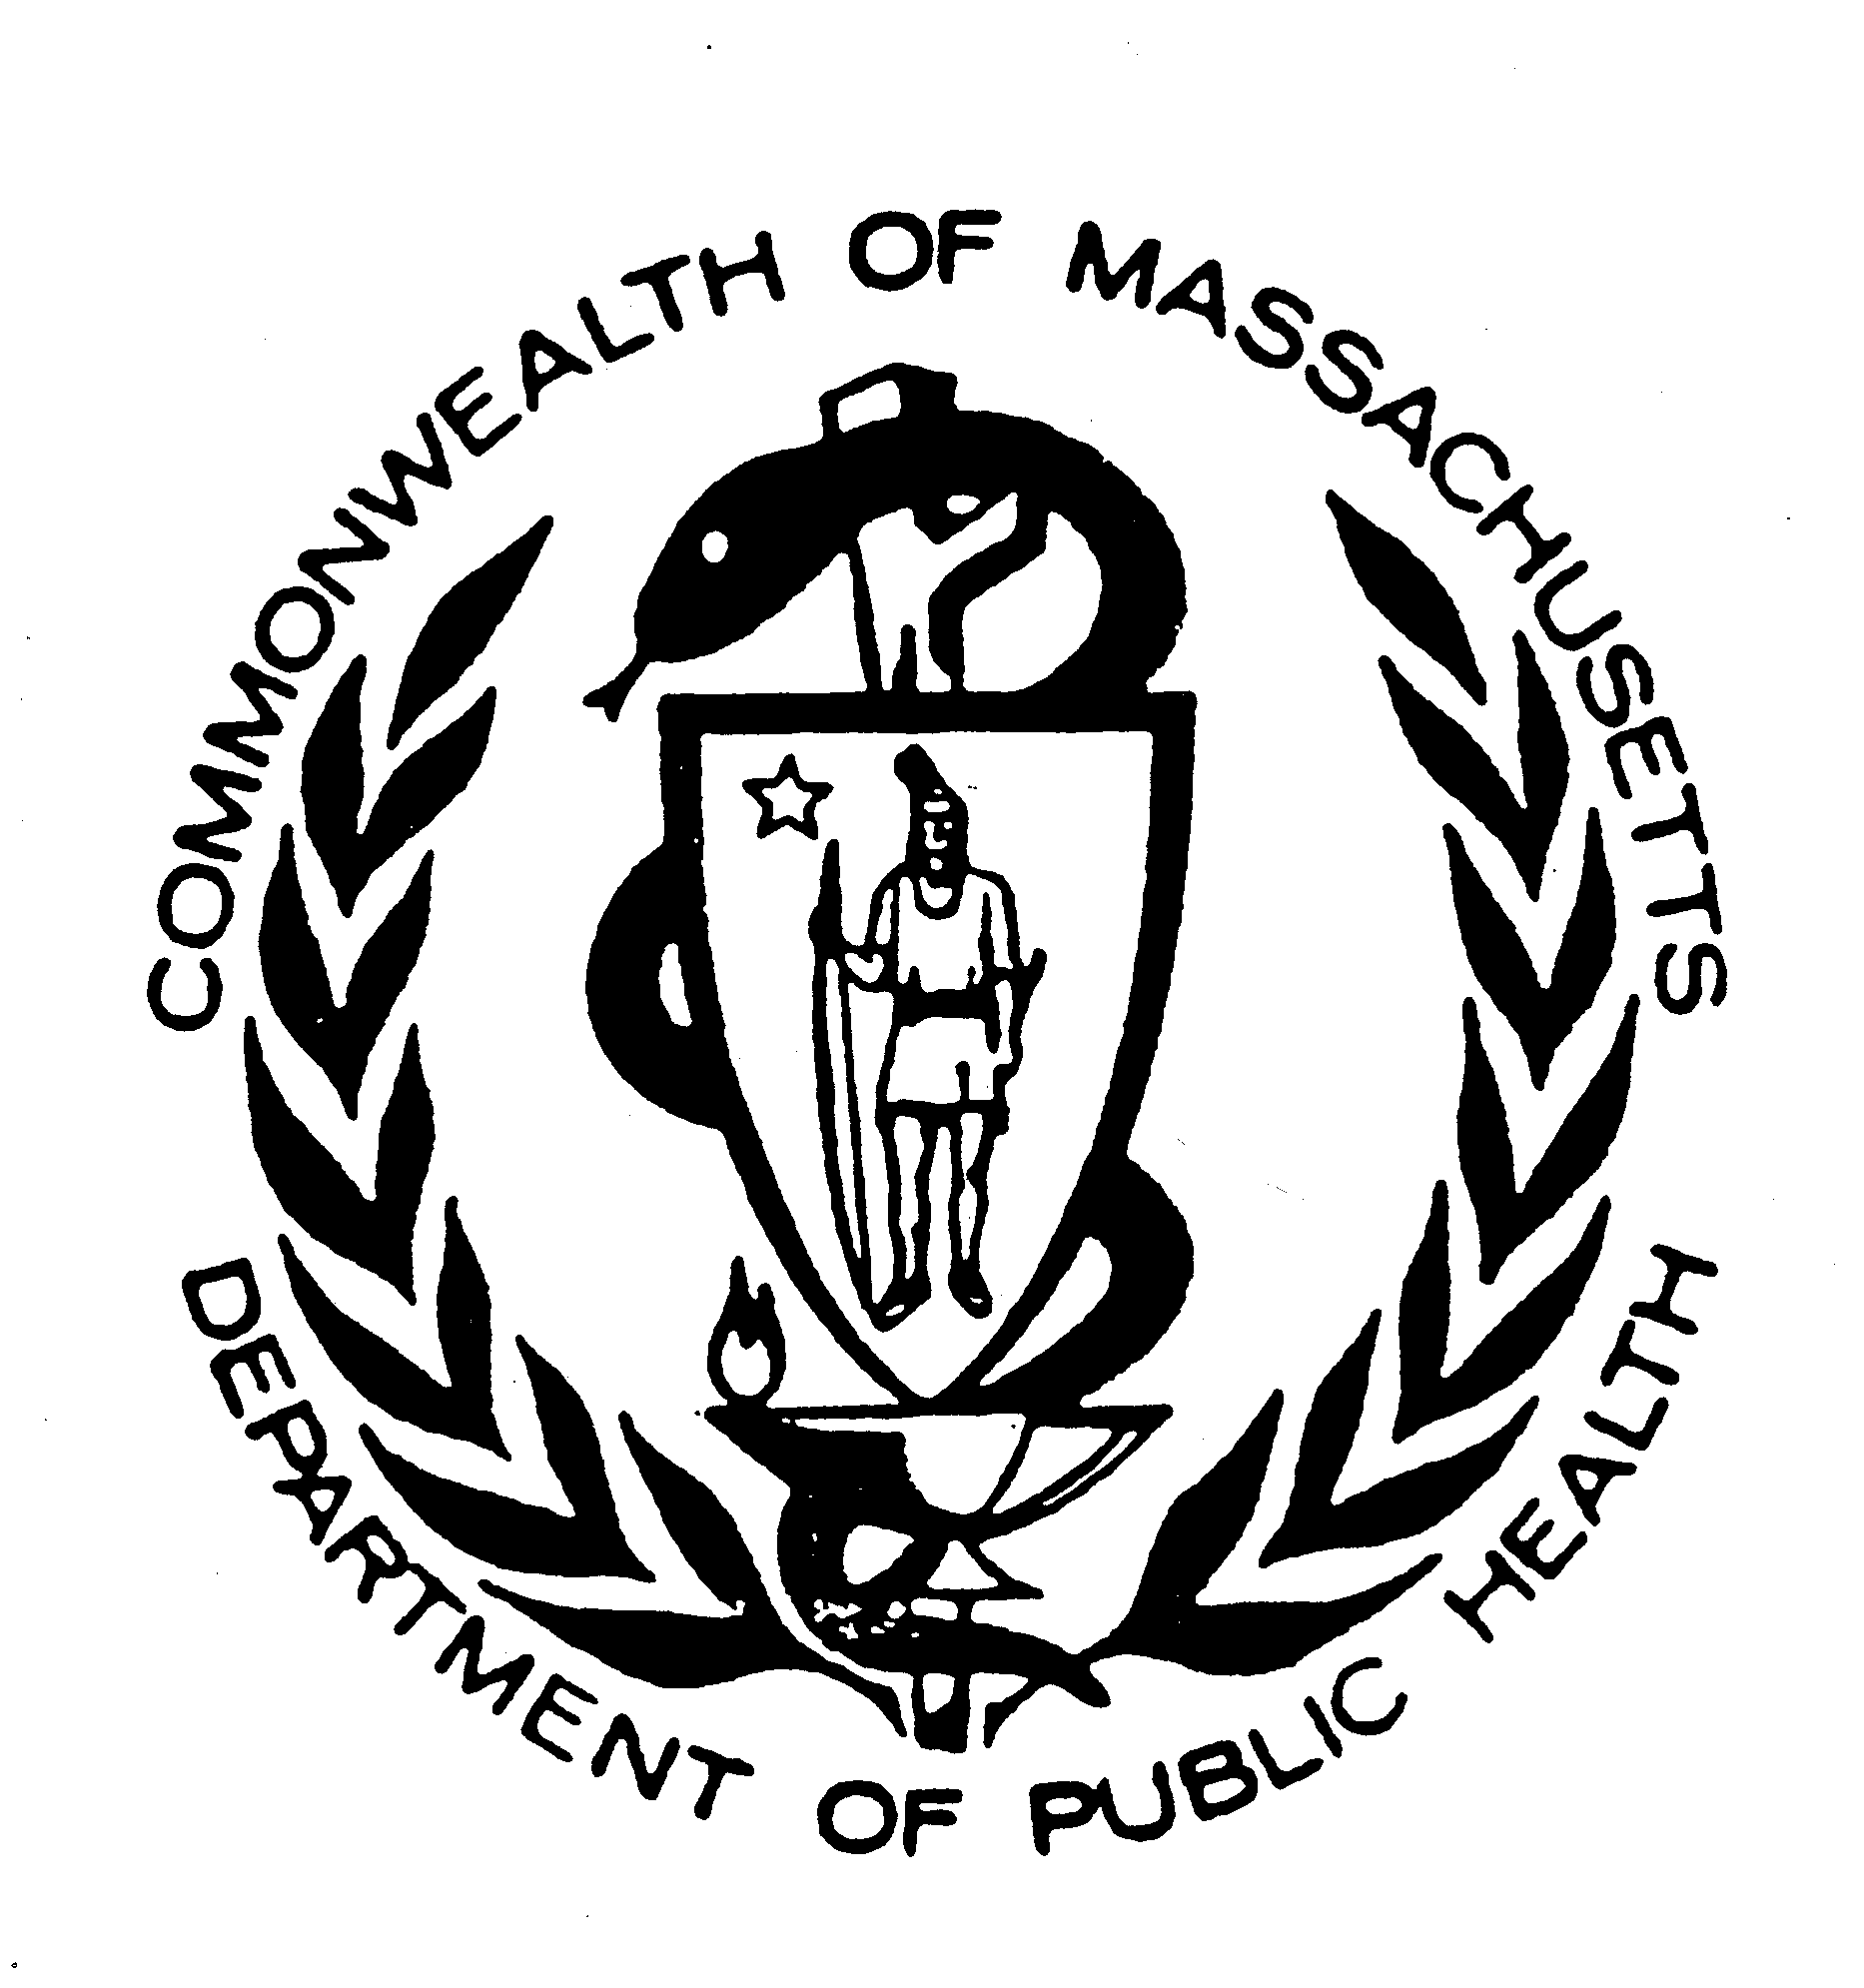 COMMONWEALTH OF MASSACHUSETTS
DEPARTMENT OF PUBLIC HEALTH